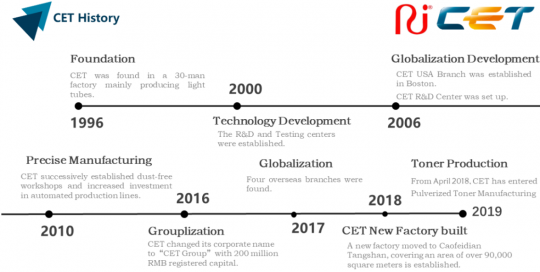 CET History
CET
Foundation
CET was found in a 30-man
factory mainly producing light
tubes.
1996
2000
Technology Development
The R&D and Testing centers
were established.
Globalization Development
CET USA Branch was established
in Boston.
CET R&D Center was set up.
2006
Precise Manufacturing
CET successively established dust-free
workshops and increased investment
in automated production lines.
2010
2016
Grouplization
CET changed its corporate name
to “CET Group” with 200 million
RMB registered capital.
Globalization
Four overseas branches were
found.
2017
2018
CET New Factory built
A new factory moved to Caofeidian
Tangshan, covering an area of over 90,000
square meters is established.
Toner Production
From April 2018, CET has entered
Pulverized Toner Manufacturing
2019